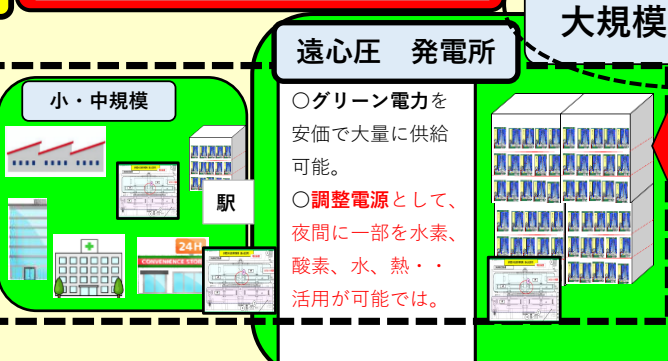 大規模
遠心圧　発電所
小・中規模
〇グリーン電力を
安価で大量に供給
可能。
〇調整電源として、
夜間に一部を水素、
酸素、水、熱・・
活用が可能では。
駅
24H
CONVENIENCE STORE